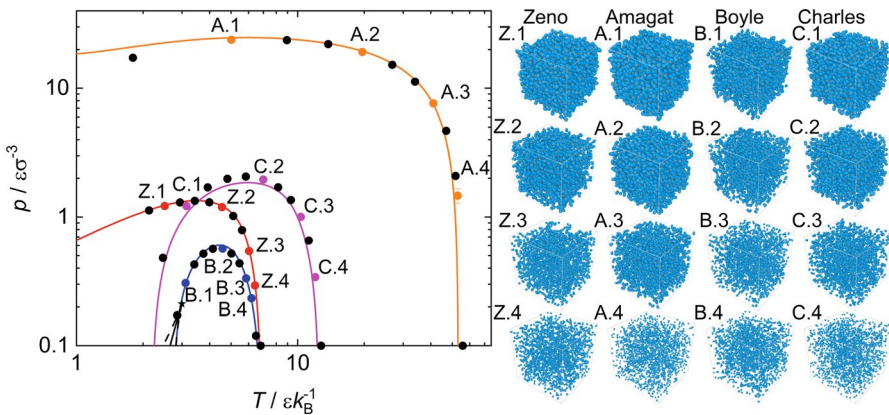 Zeno Amagat Boyle Charles
10
1
0.1
p / εσ⁻³
1 10
T / εk_B⁻¹
A.1
A.2
A.3
A.4
C.2
C.1
Z.1
Z.2
C.3
Z.3
C.4
Z.4
B.2
B.1
B.3
B.4
Z.1 A.1 B.1 C.1
Z.2 A.2 B.2 C.2
Z.3 A.3 B.3 C.3
Z.4 A.4 B.4 C.4